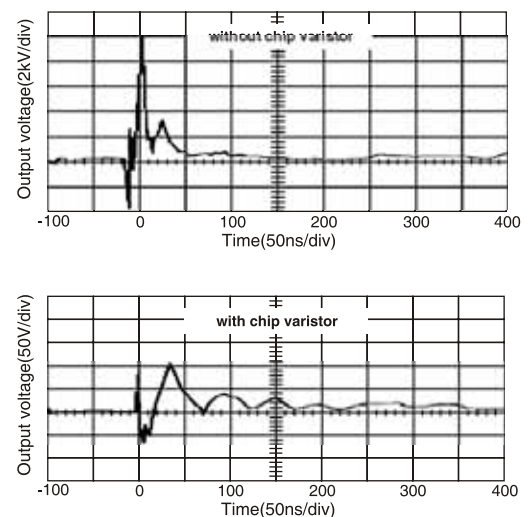 Output voltage(2kV/div)
without chip varistor
-100 0 100 200 300 400
Time(50ns/div)
Output voltage(50V/div)
with chip varistor
-100 0 100 200 300 400
Time(50ns/div)